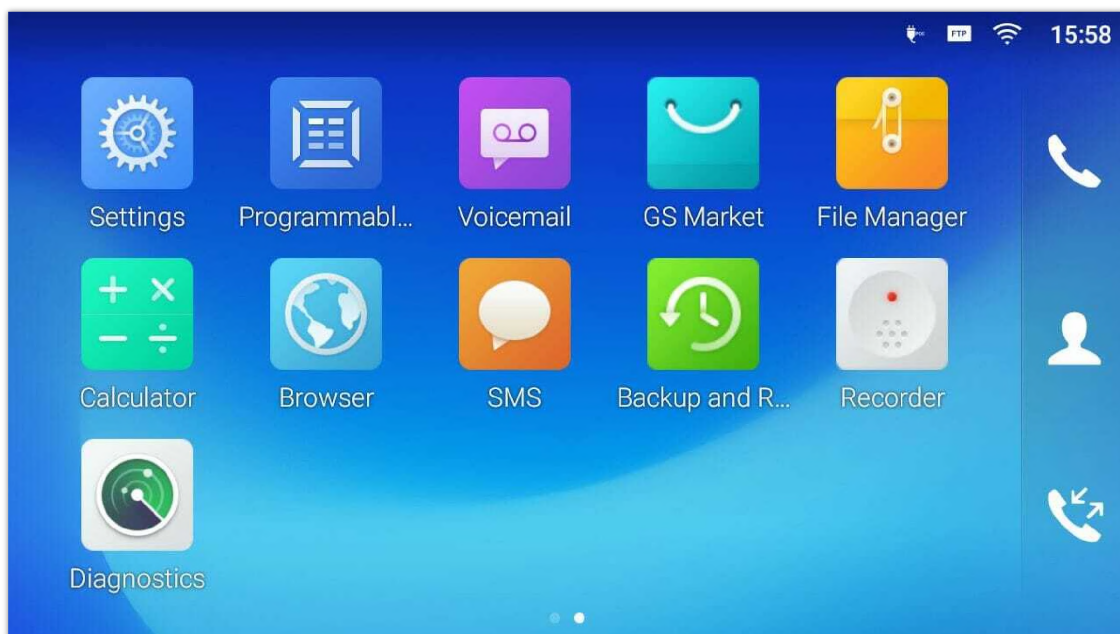 FTP 15:58
Settings Programmabl... Voicemail GS Market File Manager
Calculator Browser SMS Backup and R... Recorder
Diagnostics